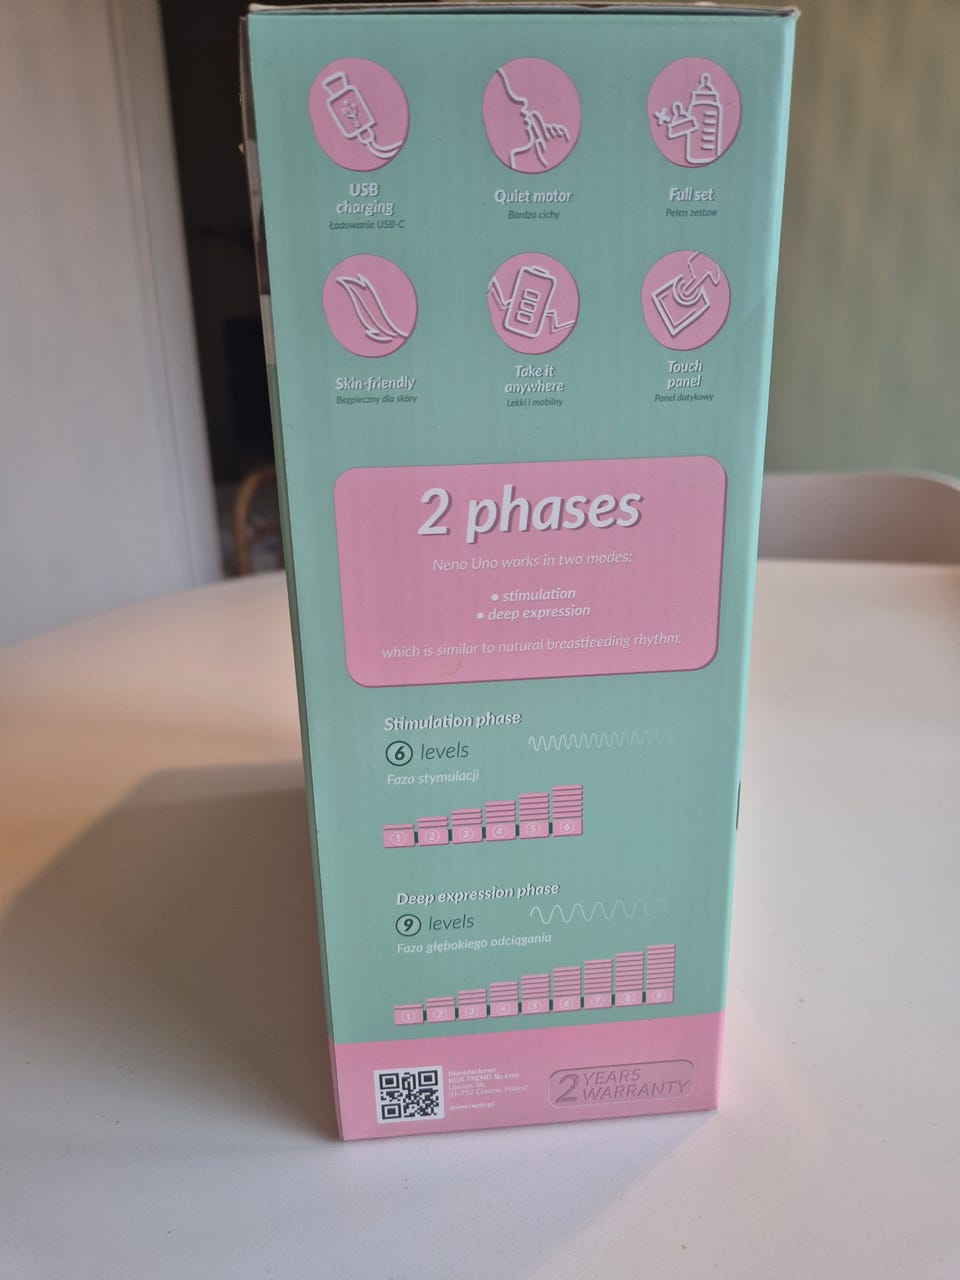 USB
charging
Ładowanie USB-C
Quiet motor
Bardzo cichy
Full set
Pełen zestaw
Skin-friendly
Bezpieczny dla skóry
Take it
anywhere
Lekki i mobilny
Touch
panel
Panel dotykowy
2 phases
Neno Uno works in two modes:
• stimulation
• deep expression
which is similar to natural breastfeeding rhythm.
Stimulation phase
6 levels
Faza stymulacji
1 2 3 4 5 6
Deep expression phase
9 levels
Faza głębokiego odciągania
1 2 3 4 5 6 7 8 9
Manufacturer:
KGK TREND Sp. z o.o.
Ujastek 5b,
31-752 Cracow, Poland
www.neno.pl
2 YEARS
WARRANTY